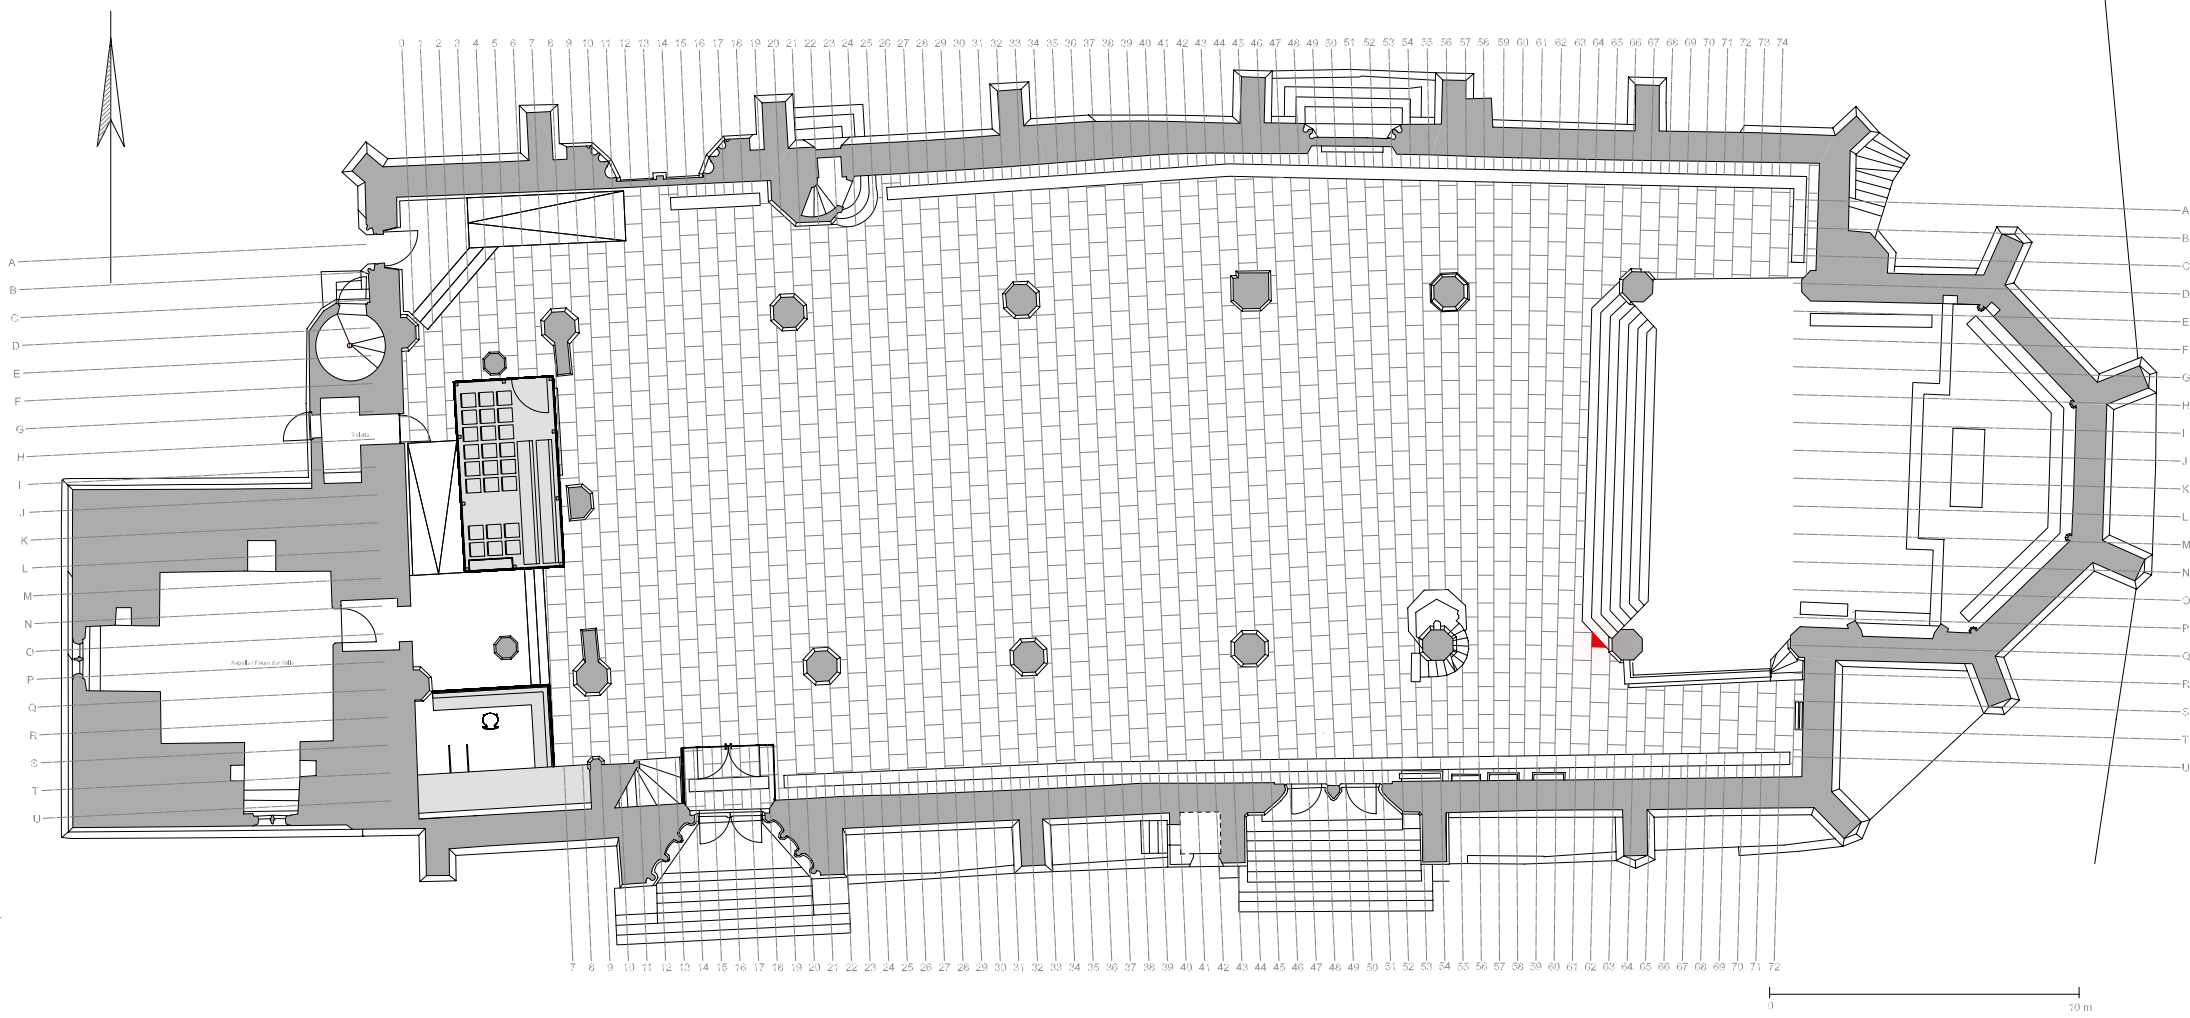 0 1 2 3 4 5 6 7 8 9 10 11 12 13 14 15 16 17 18 19 20 21 22 23 24 25 26 27 28 29 30 31 32 33 34 35 36 37 38 39 40 41 42 43 44 45 46 47 48 49 50 51 52 53 54 55 56 57 58 59 60 61 62 63 64 65 66 67 68 69 70 71 72 73 74
A
B
C
D
E
F
G
H
I
J
K
L
M
N
O
P
Q
R
S
T
U
A
B
C
D
E
F
G
H
I
J
K
L
M
N
O
P
Q
R
S
T
U
7 8 9 10 11 12 13 14 15 16 17 18 19 20 21 22 23 24 25 26 27 28 29 30 31 32 33 34 35 36 37 38 39 40 41 42 43 44 45 46 47 48 49 50 51 52 53 54 55 56 57 58 59 60 61 62 63 64 65 66 67 68 69 70 71 72
0 10 m